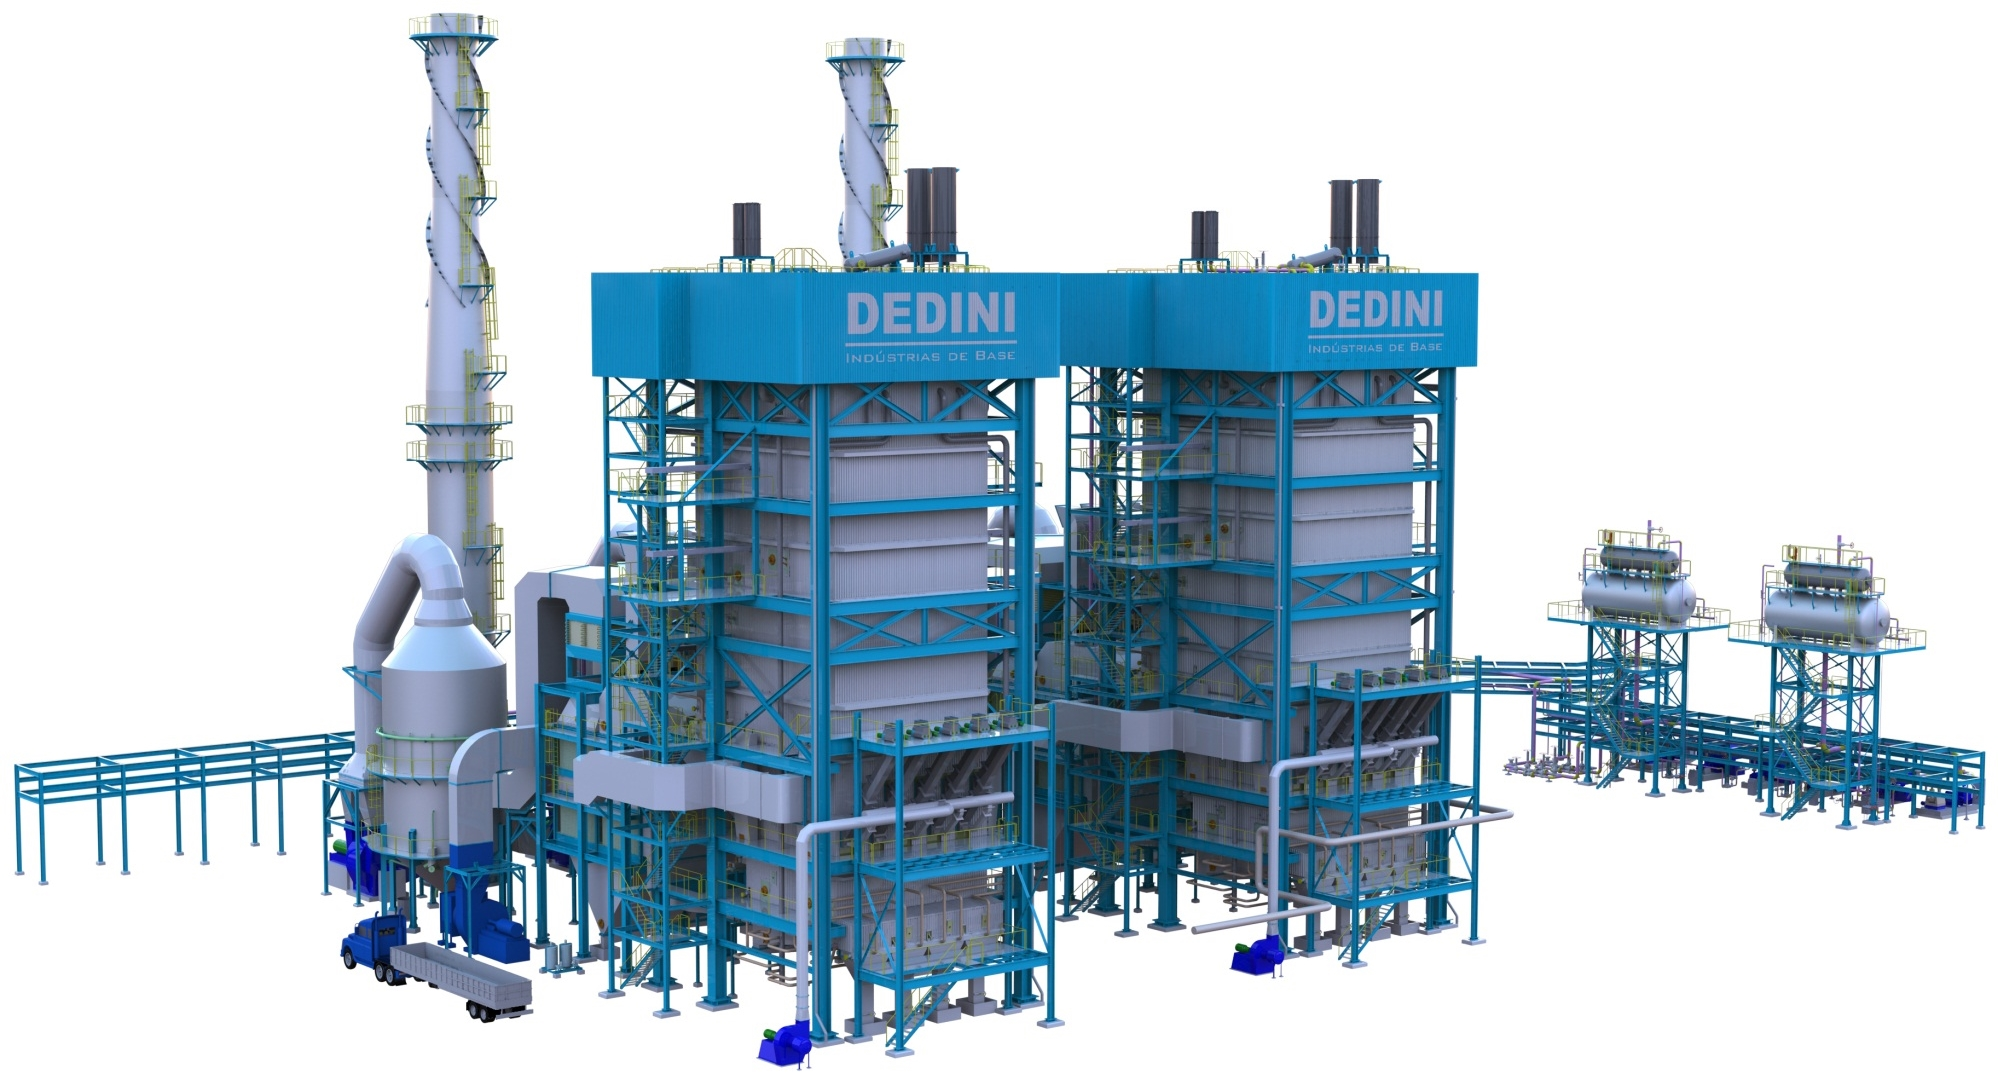 DEDINI
INDÚSTRIAS DE BASE
DEDINI
INDÚSTRIAS DE BASE